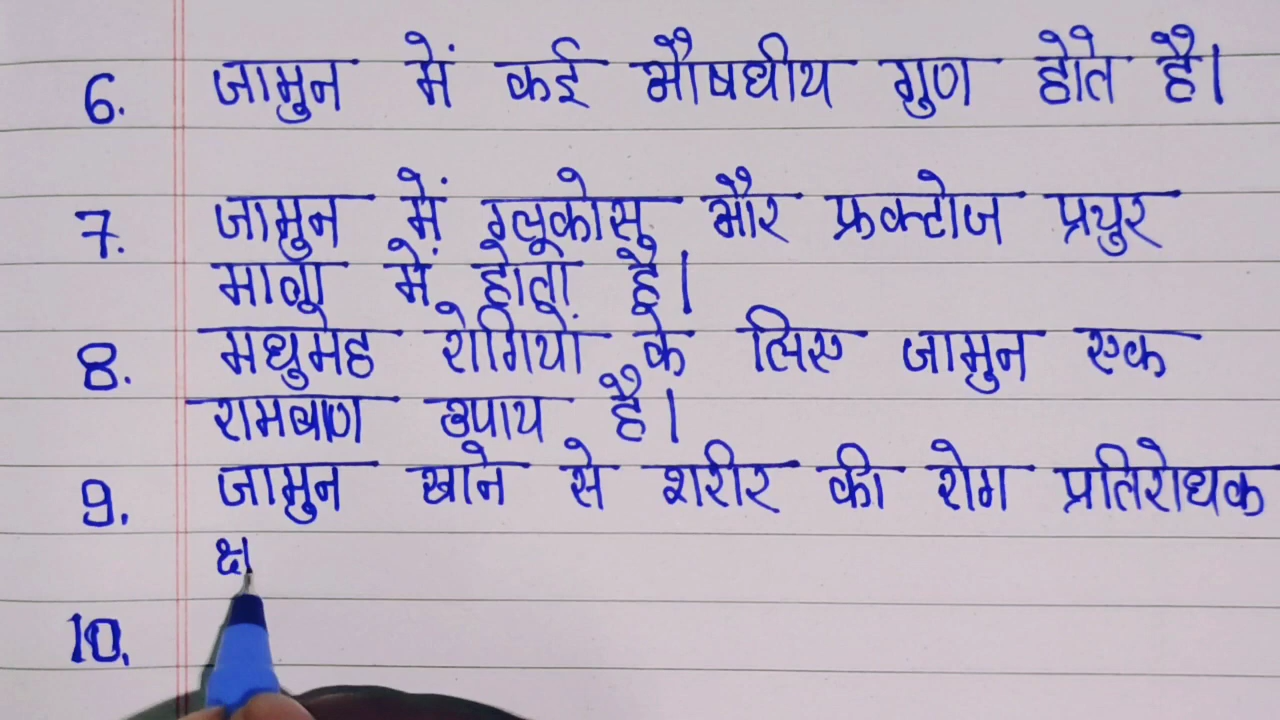 6. जामुन में कई औषधीय गुण होते है।
7. जामुन में ग्लूकोस और फ्रक्टोज प्रचुर
मात्रा में होता है।
8. मधुमेह रोगियों के लिए जामुन एक
रामबाण उपाय है।
9. जामुन खाने से शरीर की रोग प्रतिरोधक
क्ष
10.